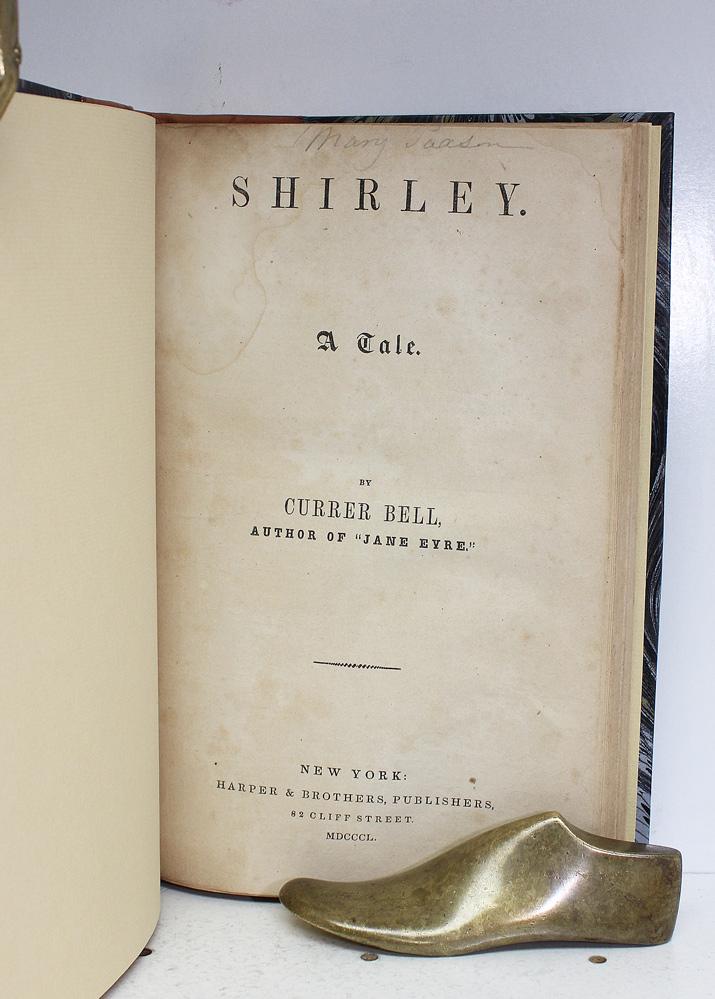 Mary
SHIRLEY.
A Tale.
BY
CURRER BELL,
AUTHOR OF "JANE EYRE."
NEW YORK:
HARPER & BROTHERS, PUBLISHERS,
82 CLIFF STREET.
MDCCCL.